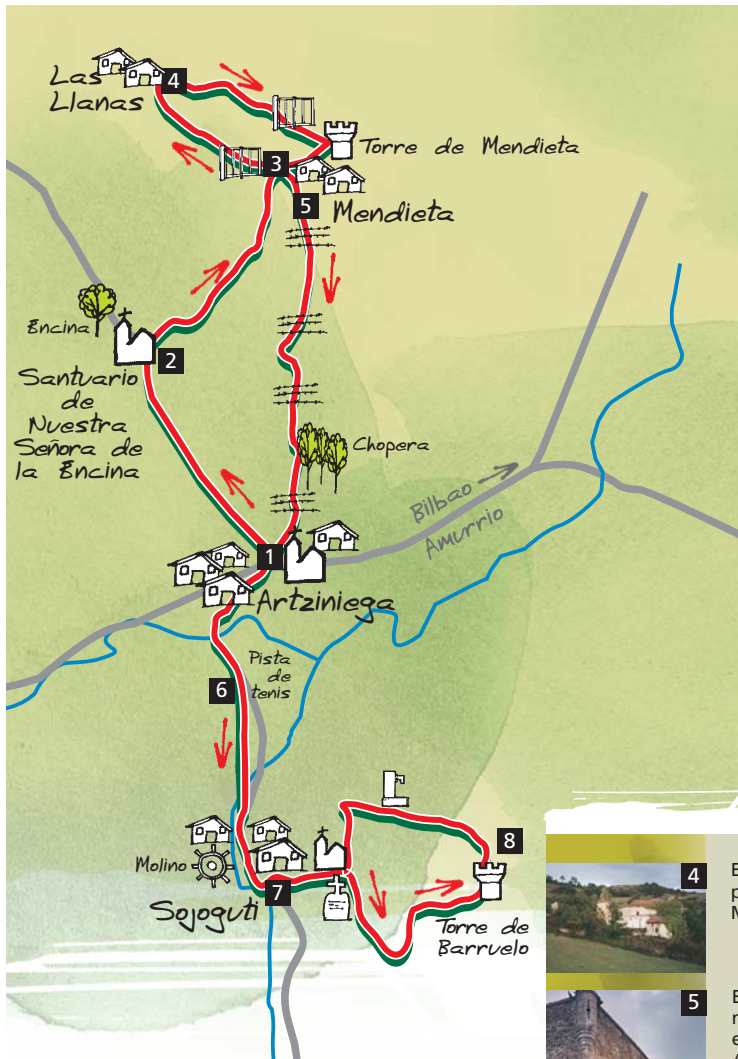 Las
Llanas
4
Torre de Mendieta
3
5
Mendieta
Encina
2
Santuario
de
Nuestra
Señora de
la Encina
Chopera
Bilbao
Amurrio
1
Artziniega
Pista
de
tenis
6
8
Molino
7
Sojoguti
Torre de
Barruelo
4
5